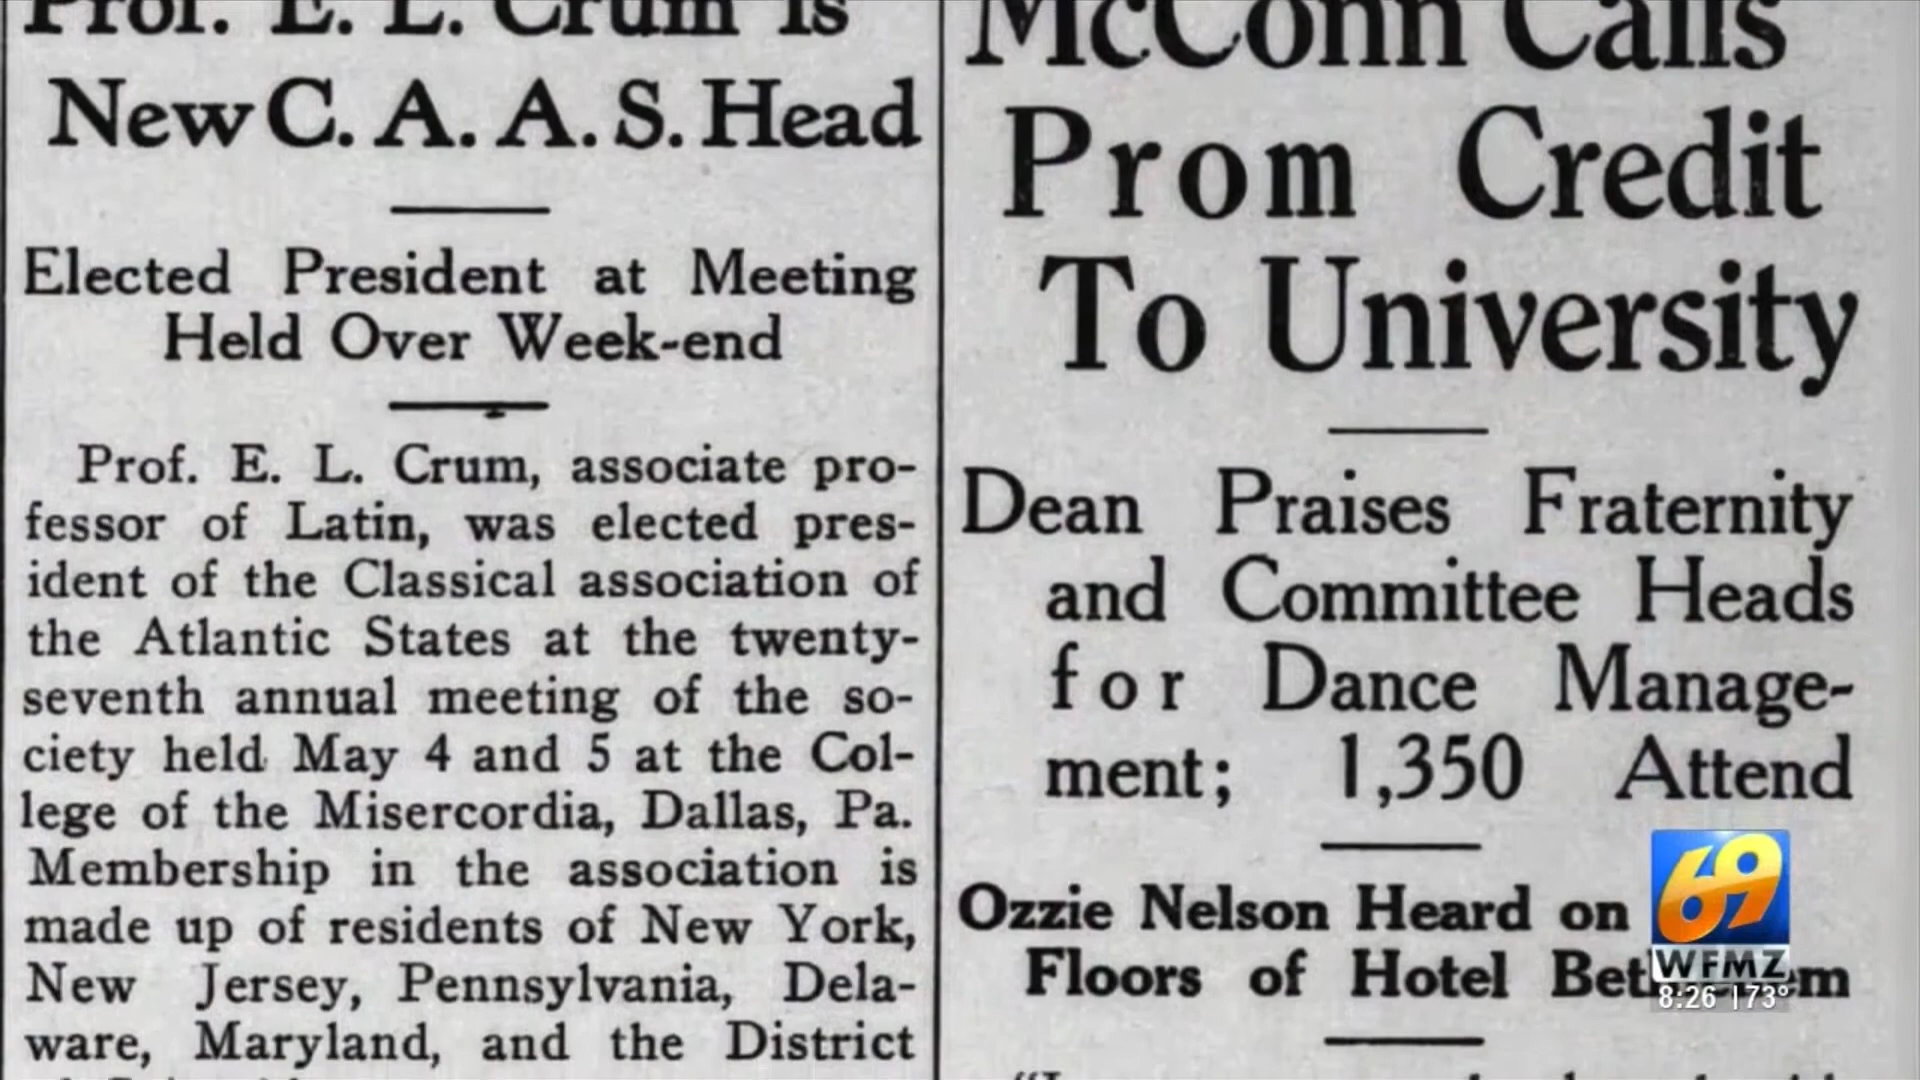 Prof. E. L. Crum Is
New C. A. A. S. Head
Elected President at Meeting
Held Over Week-end
Prof. E. L. Crum, associate pro-
fessor of Latin, was elected pres-
ident of the Classical association of
the Atlantic States at the twenty-
seventh annual meeting of the so-
ciety held May 4 and 5 at the Col-
lege of the Misercordia, Dallas, Pa.
Membership in the association is
made up of residents of New York,
New Jersey, Pennsylvania, Dela-
ware, Maryland, and the District
McConn Calls
Prom Credit
To University
Dean Praises Fraternity
and Committee Heads
for Dance Manage-
ment; 1,350 Attend
Ozzie Nelson Heard on
Floors of Hotel
69
WFMZ
8:26 | 73°